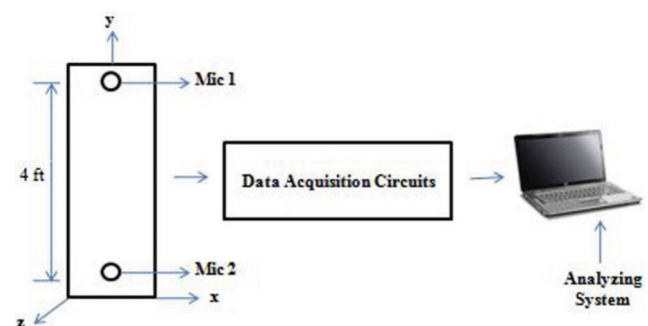 y
Mic 1
4 ft
Data Acquisition Circuits
Mic 2
x
z
Analyzing
System